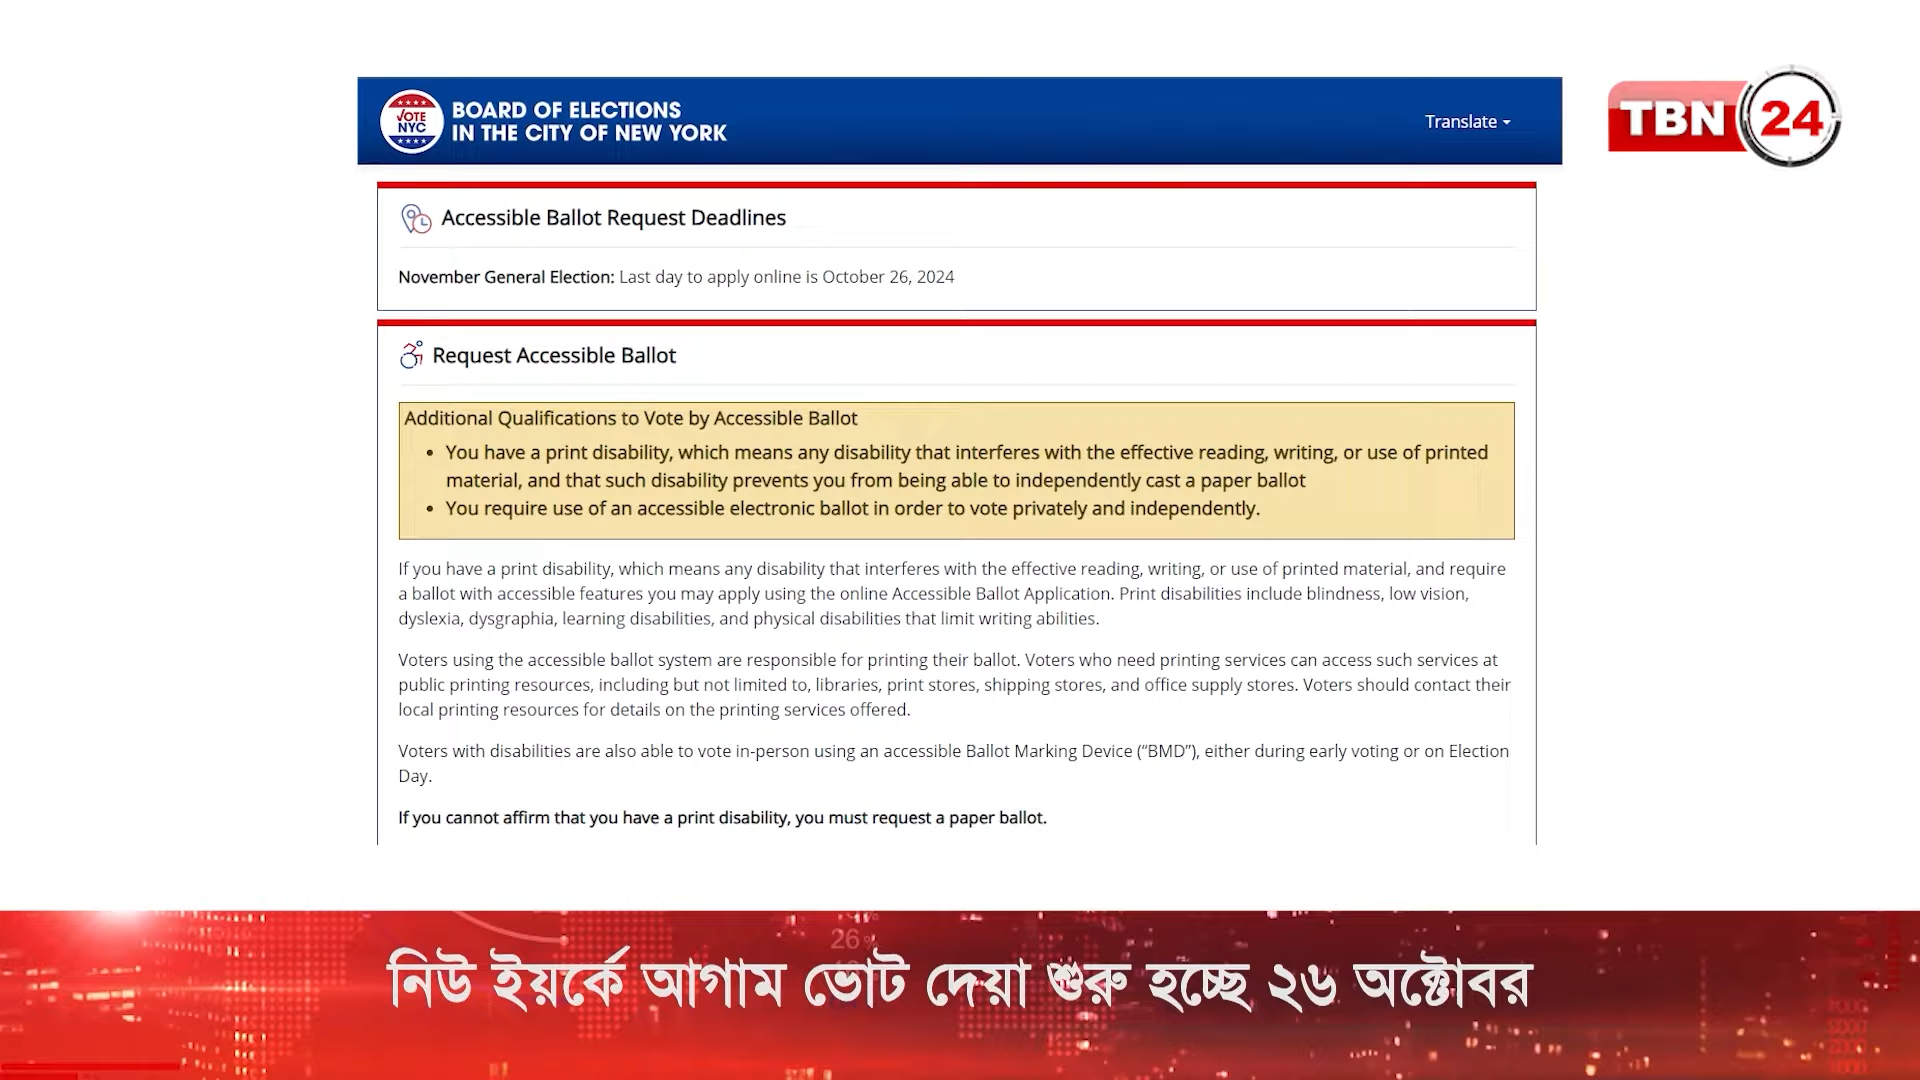 VOTE
NYC
BOARD OF ELECTIONS
IN THE CITY OF NEW YORK
Translate
TBN 24
Accessible Ballot Request Deadlines
November General Election: Last day to apply online is October 26, 2024
Request Accessible Ballot
Additional Qualifications to Vote by Accessible Ballot
• You have a print disability, which means any disability that interferes with the effective reading, writing, or use of printed
material, and that such disability prevents you from being able to independently cast a paper ballot
• You require use of an accessible electronic ballot in order to vote privately and independently.
If you have a print disability, which means any disability that interferes with the effective reading, writing, or use of printed material, and require
a ballot with accessible features you may apply using the online Accessible Ballot Application. Print disabilities include blindness, low vision,
dyslexia, dysgraphia, learning disabilities, and physical disabilities that limit writing abilities.
Voters using the accessible ballot system are responsible for printing their ballot. Voters who need printing services can access such services at
public printing resources, including but not limited to, libraries, print stores, shipping stores, and office supply stores. Voters should contact their
local printing resources for details on the printing services offered.
Voters with disabilities are also able to vote in-person using an accessible Ballot Marking Device (“BMD”), either during early voting or on Election
Day.
If you cannot affirm that you have a print disability, you must request a paper ballot.
নিউ ইয়র্কে আগাম ভোট দেয়া শুরু হচ্ছে ২৬ অক্টোবর